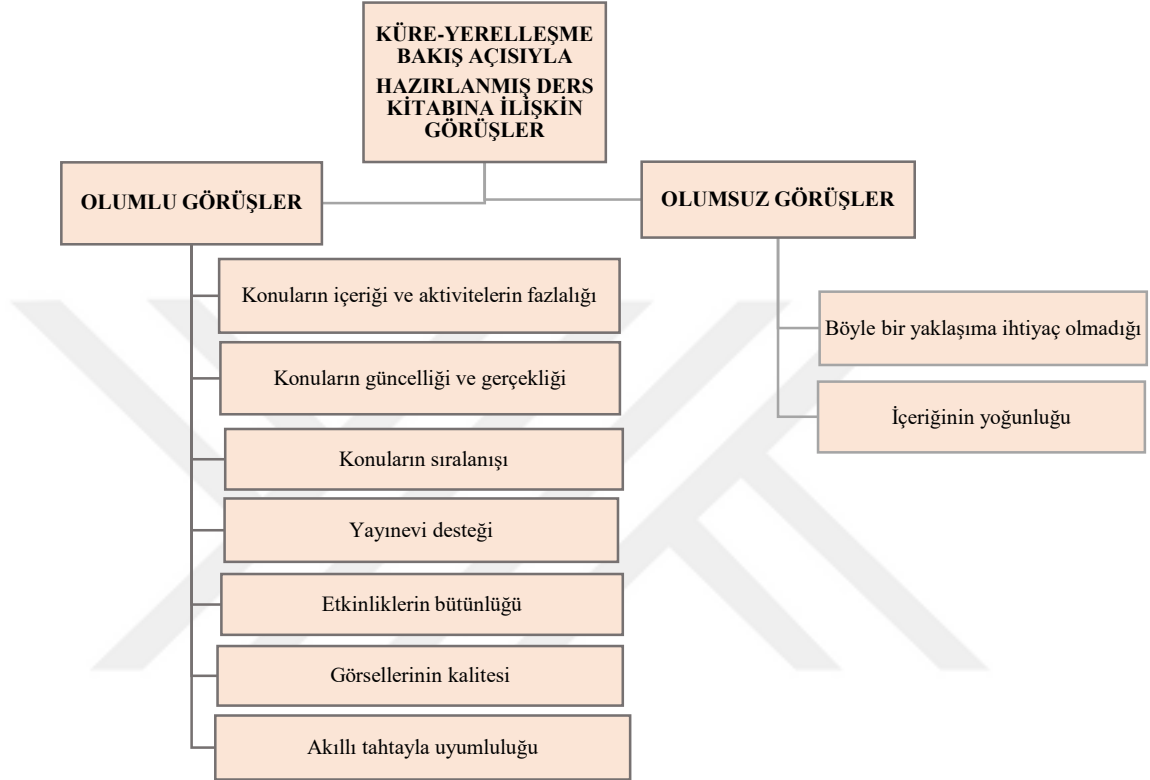 KÜRE-YERELLEŞME
BAKIŞ AÇISIYLA
HAZIRLANMIŞ DERS
KİTABINA İLİŞKİN
GÖRÜŞLER
OLUMLU GÖRÜŞLER
Konuların içeriği ve aktivitelerin fazlalığı
Konuların güncelliği ve gerçekliği
Konuların sıralanışı
Yayınevi desteği
Etkinliklerin bütünlüğü
Görsellerinin kalitesi
Akıllı tahtayla uyumluluğu
OLUMSUZ GÖRÜŞLER
Böyle bir yaklaşıma ihtiyaç olmadığı
İçeriğinin yoğunluğu